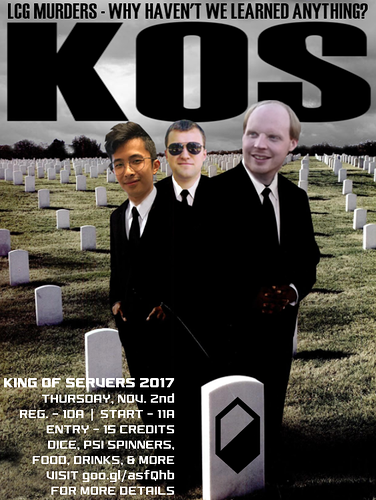 LCG MURDERS - WHY HAVEN'T WE LEARNED ANYTHING?
KOS
KING OF SERVERS 2017
THURSDAY, NOV. 2nd
REG. - 10A | START - 11A
ENTRY - 15 CREDITS
DICE, PSI SPINNERS,
FOOD, DRINKS, & MORE
VISIT goo.gl/asfQhb
FOR MORE DETAILS